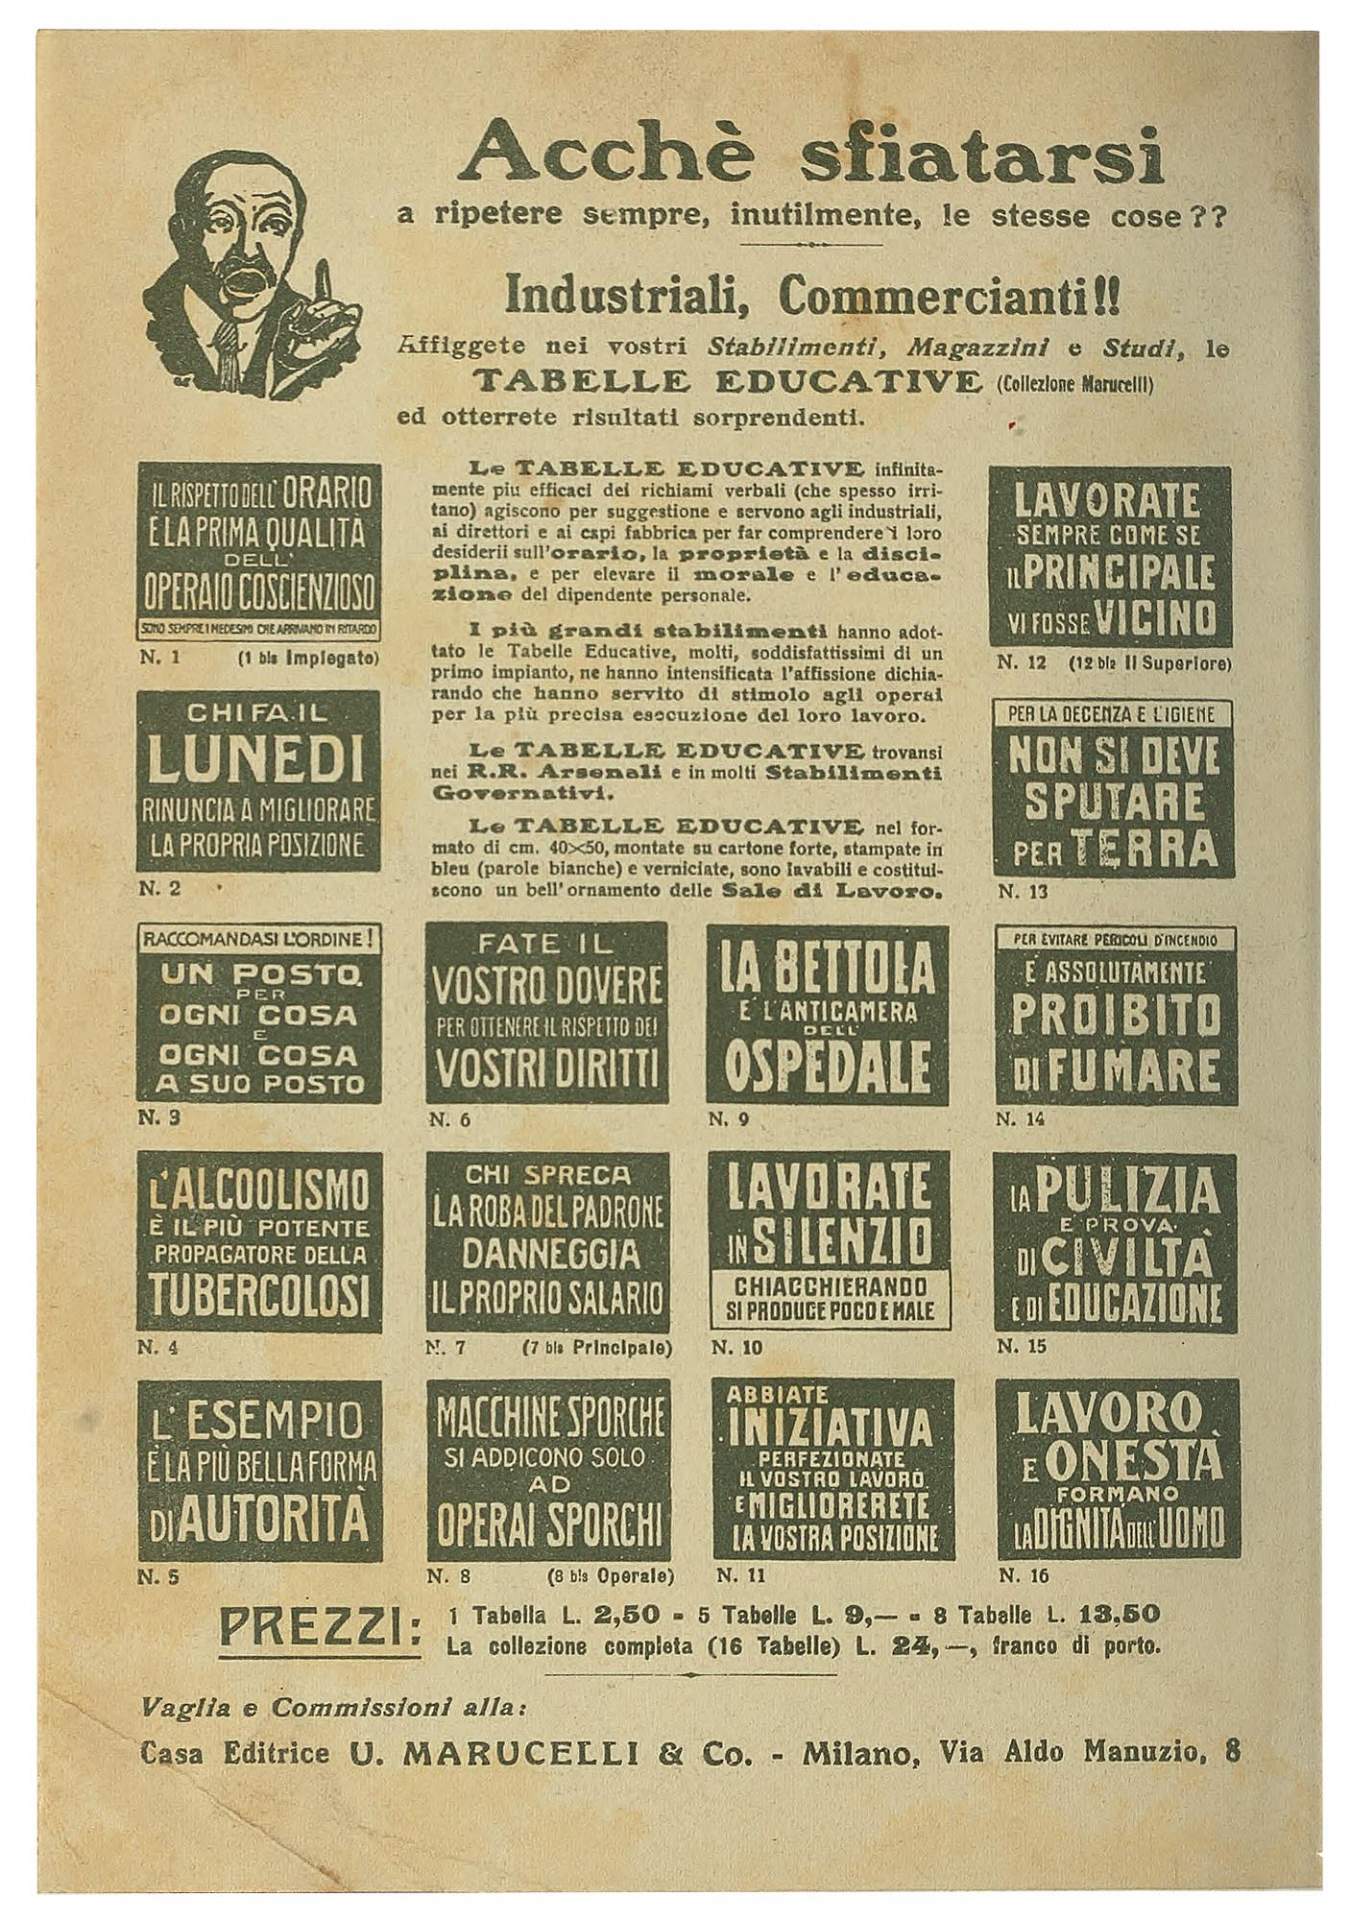 Acchè sfiatarsi
a ripetere sempre, inutilmente, le stesse cose??
Industriali, Commercianti!!
Affiggete nei vostri Stabilimenti, Magazzini e Studi, le
TABELLE EDUCATIVE (Collezione Marucelli)
ed otterrete risultati sorprendenti.
IL RISPETTO DELL' ORARIO
È LA PRIMA QUALITÀ
DELL'
OPERAIO COSCIENZIOSO
SONO SEMPRE I MEDESIMI CHE ARRIVANO IN RITARDO
N. 1 (1 bis Impiegato)
CHI FA IL
LUNEDI
RINUNCIA A MIGLIORARE
LA PROPRIA POSIZIONE
N. 2
Le TABELLE EDUCATIVE infinita-
mente piu efficaci dei richiami verbali (che spesso irri-
tano) agiscono per suggestione e servono agli industriali,
ai direttori e ai capi fabbrica per far comprendere i loro
desiderii sull'orario, la proprietà e la disci-
plina, e per elevare il morale e l'educa-
zione del dipendente personale.
I più grandi stabilimenti hanno adot-
tato le Tabelle Educative, molti, soddisfattissimi di un
primo impianto, ne hanno intensificata l'affissione dichia-
rando che hanno servito di stimolo agli operai
per la più precisa esecuzione del loro lavoro.
Le TABELLE EDUCATIVE trovansi
nei R.R. Arsenali e in molti Stabilimenti
Governativi.
Le TABELLE EDUCATIVE nel for-
mato di cm. 40×50, montate su cartone forte, stampate in
bleu (parole bianche) e verniciate, sono lavabili e costitui-
scono un bell'ornamento delle Sale di Lavoro.
LAVORATE
SEMPRE COME SE
IL PRINCIPALE
VI FOSSE VICINO
N. 12 (12 bis Il Superiore)
PER LA DECENZA E L'IGIENE
NON SI DEVE
SPUTARE
PER TERRA
N. 13
RACCOMANDASI L'ORDINE!
UN POSTO
PER
OGNI COSA
E
OGNI COSA
A SUO POSTO
N. 3
FATE IL
VOSTRO DOVERE
PER OTTENERE IL RISPETTO DEI
VOSTRI DIRITTI
N. 6
LA BETTOLA
È L'ANTICAMERA
DELL'
OSPEDALE
N. 9
PER EVITARE PERICOLI D'INCENDIO
È ASSOLUTAMENTE
PROIBITO
DI FUMARE
N. 14
L'ALCOOLISMO
È IL PIÙ POTENTE
PROPAGATORE DELLA
TUBERCOLOSI
N. 4
CHI SPRECA
LA ROBA DEL PADRONE
DANNEGGIA
IL PROPRIO SALARIO
N. 7 (7 bis Principale)
LAVORATE
IN SILENZIO
CHIACCHIERANDO
SI PRODUCE POCO E MALE
N. 10
LA PULIZIA
È PROVA
DI CIVILTÀ
E DI EDUCAZIONE
N. 15
L'ESEMPIO
È LA PIÙ BELLA FORMA
DI AUTORITÀ
N. 5
MACCHINE SPORCHE
SI ADDICONO SOLO
AD
OPERAI SPORCHI
N. 8 (8 bis Operaie)
ABBIATE
INIZIATIVA
PERFEZIONATE
IL VOSTRO LAVORO
E MIGLIORERETE
LA VOSTRA POSIZIONE
N. 11
LAVORO
E ONESTÀ
FORMANO
LA DIGNITÀ DELL'UOMO
N. 16
PREZZI:
1 Tabella L. 2,50 - 5 Tabelle L. 9,— - 8 Tabelle L. 13,50
La collezione completa (16 Tabelle) L. 24,—, franco di porto.
Vaglia e Commissioni alla:
Casa Editrice U. MARUCELLI & Co. - Milano, Via Aldo Manuzio, 8